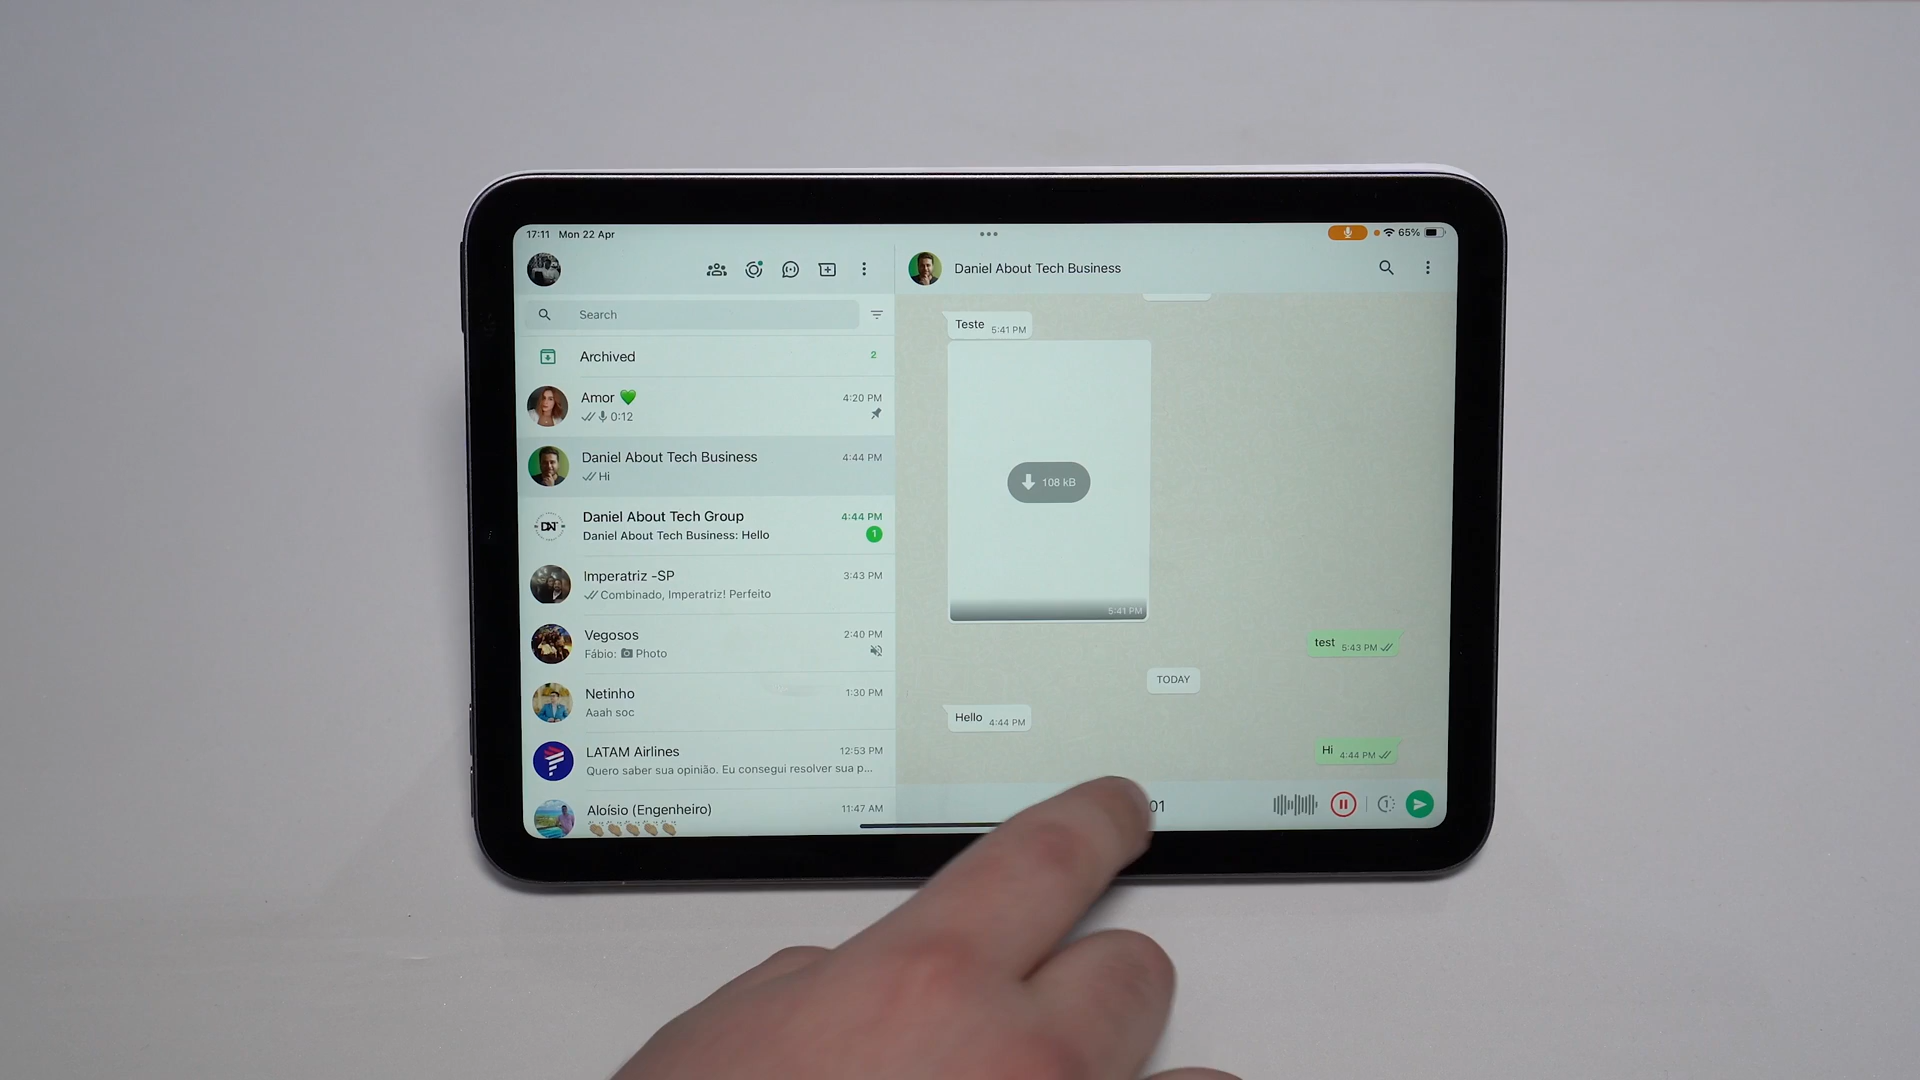 17:11 Mon 22 Apr
65%
Search
Archived
2
Amor 💚
4:20 PM
0:12
Daniel About Tech Business
4:44 PM
Hi
Daniel About Tech Group
4:44 PM
Daniel About Tech Business: Hello
1
Imperatriz -SP
3:43 PM
Combinado, Imperatriz! Perfeito
Vegosos
2:40 PM
Fábio: Photo
Netinho
1:30 PM
Aaah soc
LATAM Airlines
12:53 PM
Quero saber sua opinião. Eu consegui resolver sua p...
Aloísio (Engenheiro)
11:47 AM
👏🏼👏🏼👏🏼👏🏼👏🏼
Daniel About Tech Business
Teste 5:41 PM
108 kB
5:41 PM
test 5:43 PM
TODAY
Hello 4:44 PM
Hi 4:44 PM
01
1